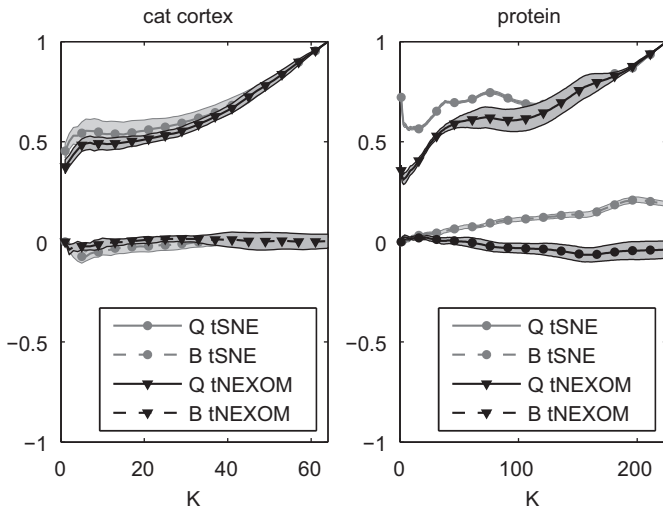 cat cortex
1
0.5
0
−0.5
−1
Q tSNE
B tSNE
Q tNEXOM
B tNEXOM
0 20 40 60
K
protein
1
0.5
0
−0.5
−1
Q tSNE
B tSNE
Q tNEXOM
B tNEXOM
0 100 200
K